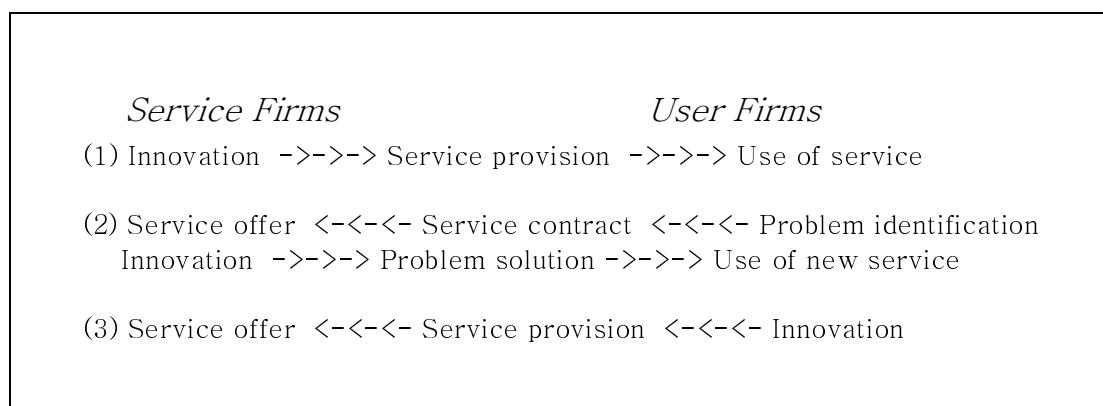 Service Firms User Firms
(1) Innovation ->->-> Service provision ->->-> Use of service
(2) Service offer <-<-<- Service contract <-<-<- Problem identification
Innovation ->->-> Problem solution ->->-> Use of new service
(3) Service offer <-<-<- Service provision <-<-<- Innovation